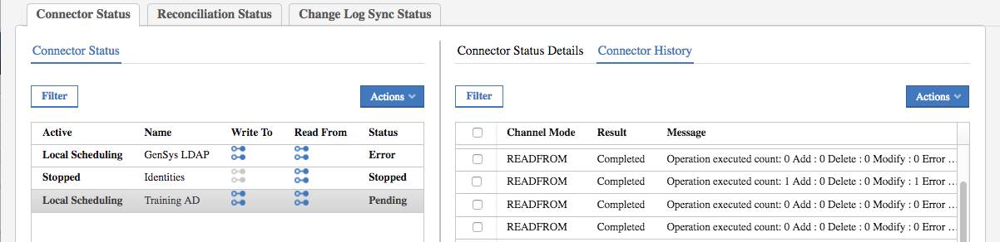 Connector Status Reconciliation Status Change Log Sync Status
Connector Status
Filter Actions
Active Name Write To Read From Status
Local Scheduling GenSys LDAP Error
Stopped Identities Stopped
Local Scheduling Training AD Pending
Connector Status Details Connector History
Filter Actions
Channel Mode Result Message
READFROM Completed Operation executed count: 0 Add : 0 Delete : 0 Modify : 0 Error ...
READFROM Completed Operation executed count: 1 Add : 0 Delete : 0 Modify : 1 Error ...
READFROM Completed Operation executed count: 0 Add : 0 Delete : 0 Modify : 0 Error ...
READFROM Completed Operation executed count: 0 Add : 0 Delete : 0 Modify : 0 Error ...